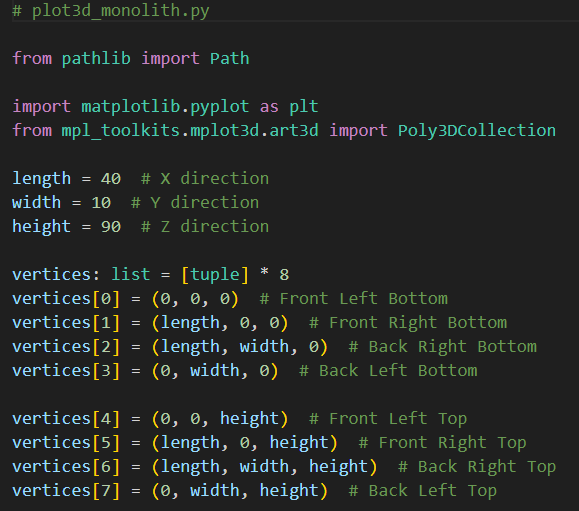 # plot3d_monolith.py
from pathlib import Path
import matplotlib.pyplot as plt
from mpl_toolkits.mplot3d.art3d import Poly3DCollection
length = 40  # X direction
width = 10  # Y direction
height = 90  # Z direction
vertices: list = [tuple] * 8
vertices[0] = (0, 0, 0)  # Front Left Bottom
vertices[1] = (length, 0, 0)  # Front Right Bottom
vertices[2] = (length, width, 0)  # Back Right Bottom
vertices[3] = (0, width, 0)  # Back Left Bottom
vertices[4] = (0, 0, height)  # Front Left Top
vertices[5] = (length, 0, height)  # Front Right Top
vertices[6] = (length, width, height)  # Back Right Top
vertices[7] = (0, width, height)  # Back Left Top